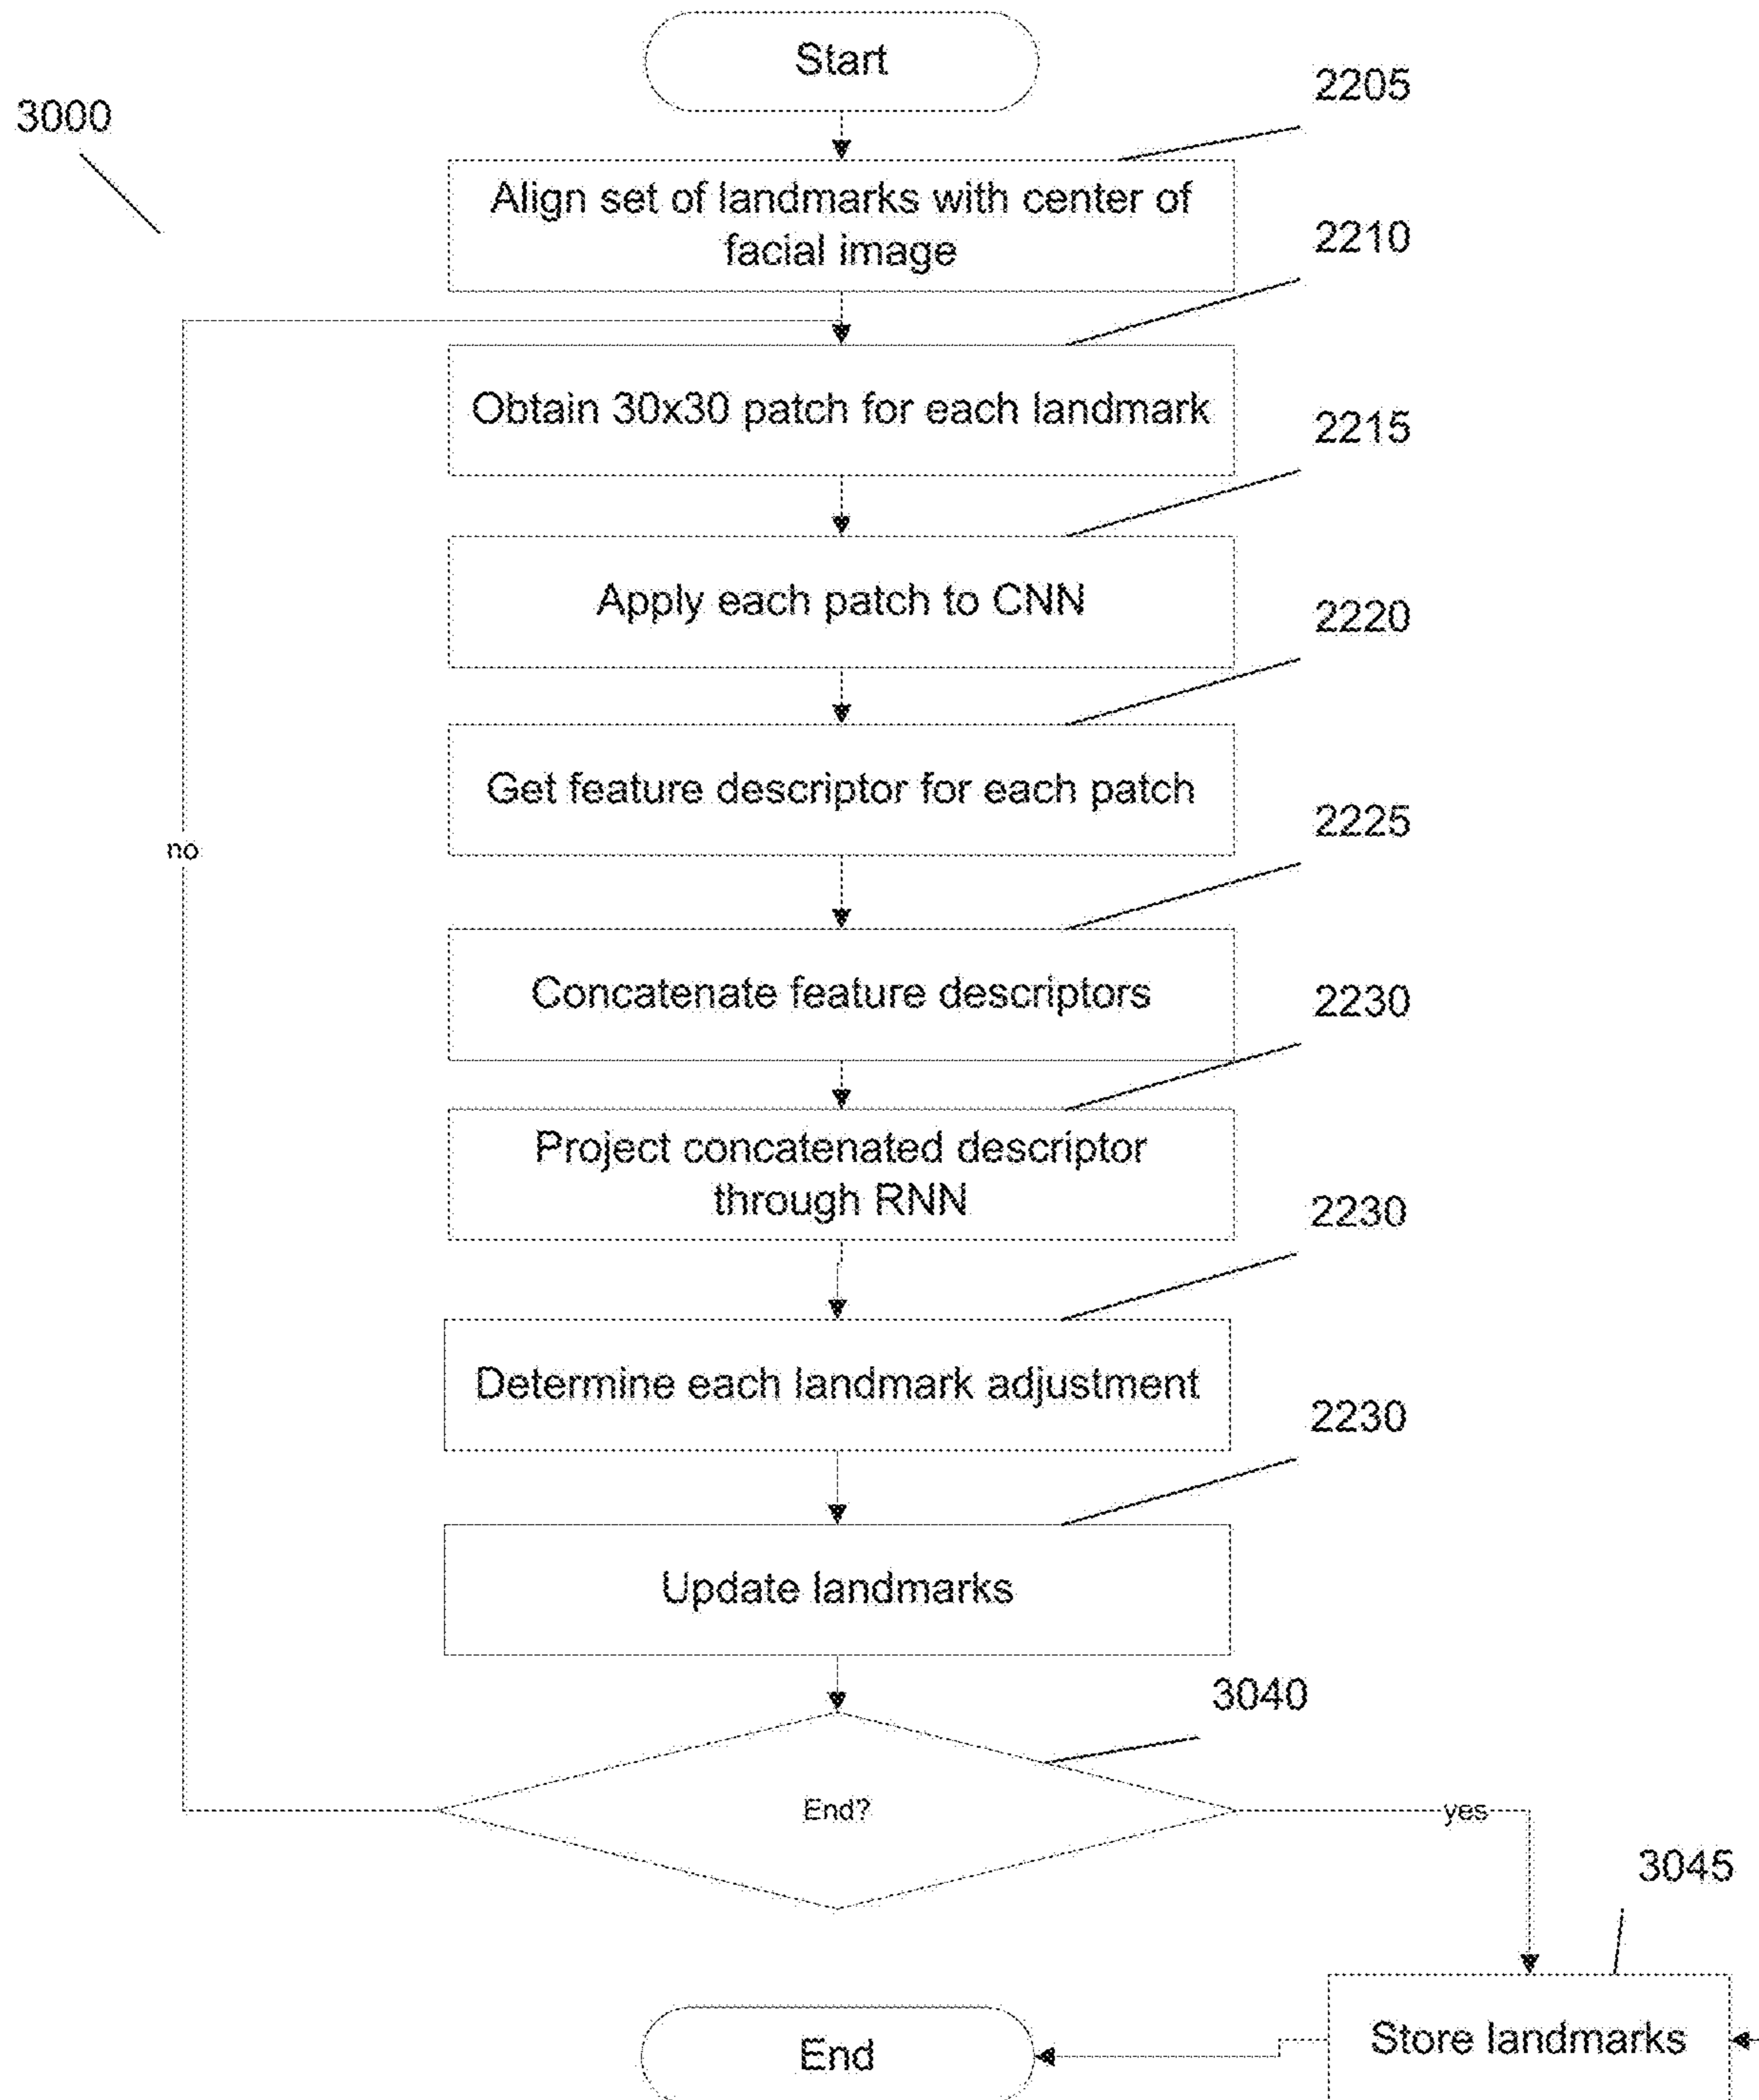 Start
3000
2205
Align set of landmarks with center of
facial image
2210
Obtain 30x30 patch for each landmark
2215
Apply each patch to CNN
2220
Get feature descriptor for each patch
2225
Concatenate feature descriptors
2230
Project concatenated descriptor
through RNN
2230
Determine each landmark adjustment
2230
Update landmarks
3040
End?
no
yes
3045
Store landmarks
End